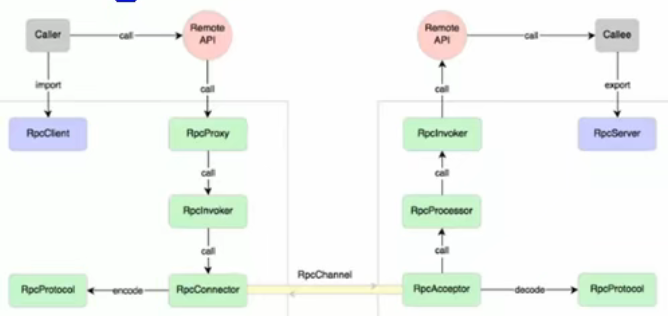 Caller
call
Remote
API
Remote
API
call
Callee
import
call
call
export
RpcClient
RpcProxy
RpcInvoker
RpcServer
call
call
RpcInvoker
RpcProcessor
call
call
RpcChannel
RpcProtocol
encode
RpcConnector
RpcAcceptor
decode
RpcProtocol